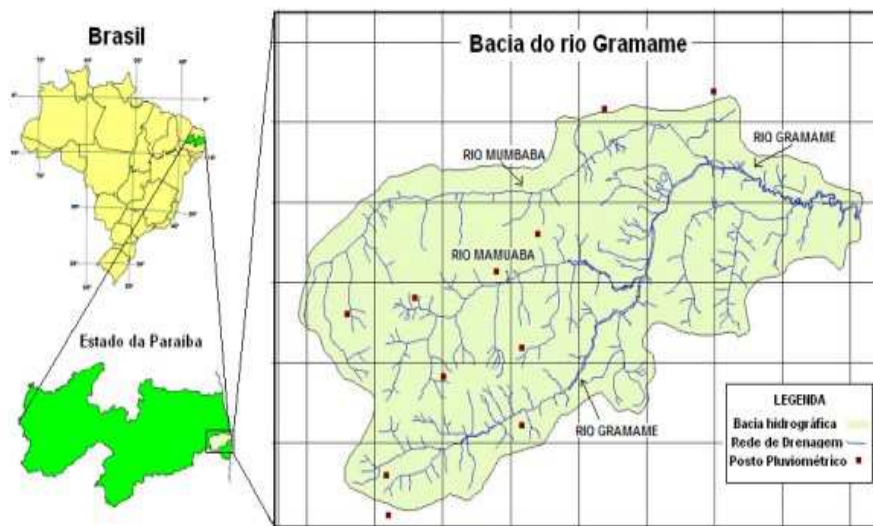 Brasil
Bacia do rio Gramame
RIO GRAMAME
RIO MUMBABA
RIO MAMUABA
Estado da Paraíba
RIO GRAMAME
LEGENDA
Bacia hidrográfica
Rede de Drenagem
Posto Pluviométrico